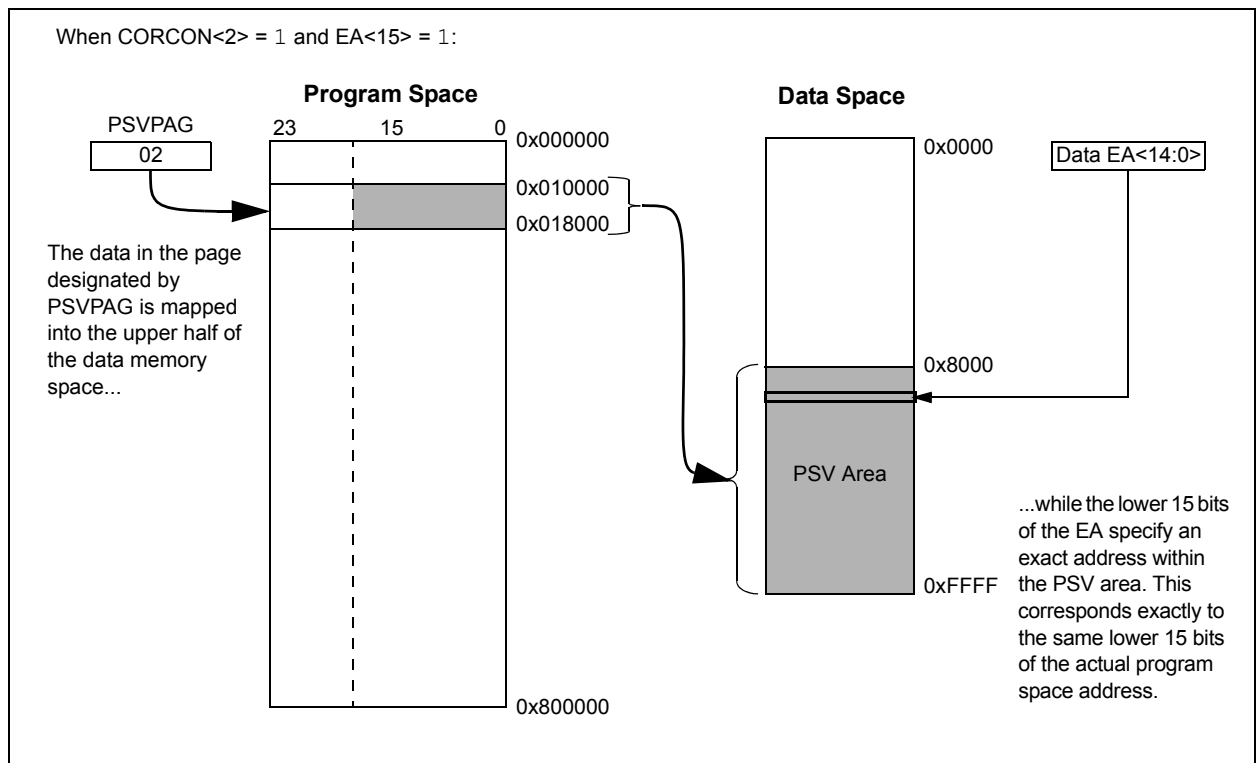 When CORCON<2> = 1 and EA<15> = 1:
Program Space
Data Space
PSVPAG
02
23
15
0
0x000000
0x010000
0x018000
0x800000
The data in the page
designated by
PSVPAG is mapped
into the upper half of
the data memory
space...
0x0000
Data EA<14:0>
0x8000
PSV Area
0xFFFF
...while the lower 15 bits
of the EA specify an
exact address within
the PSV area. This
corresponds exactly to
the same lower 15 bits
of the actual program
space address.